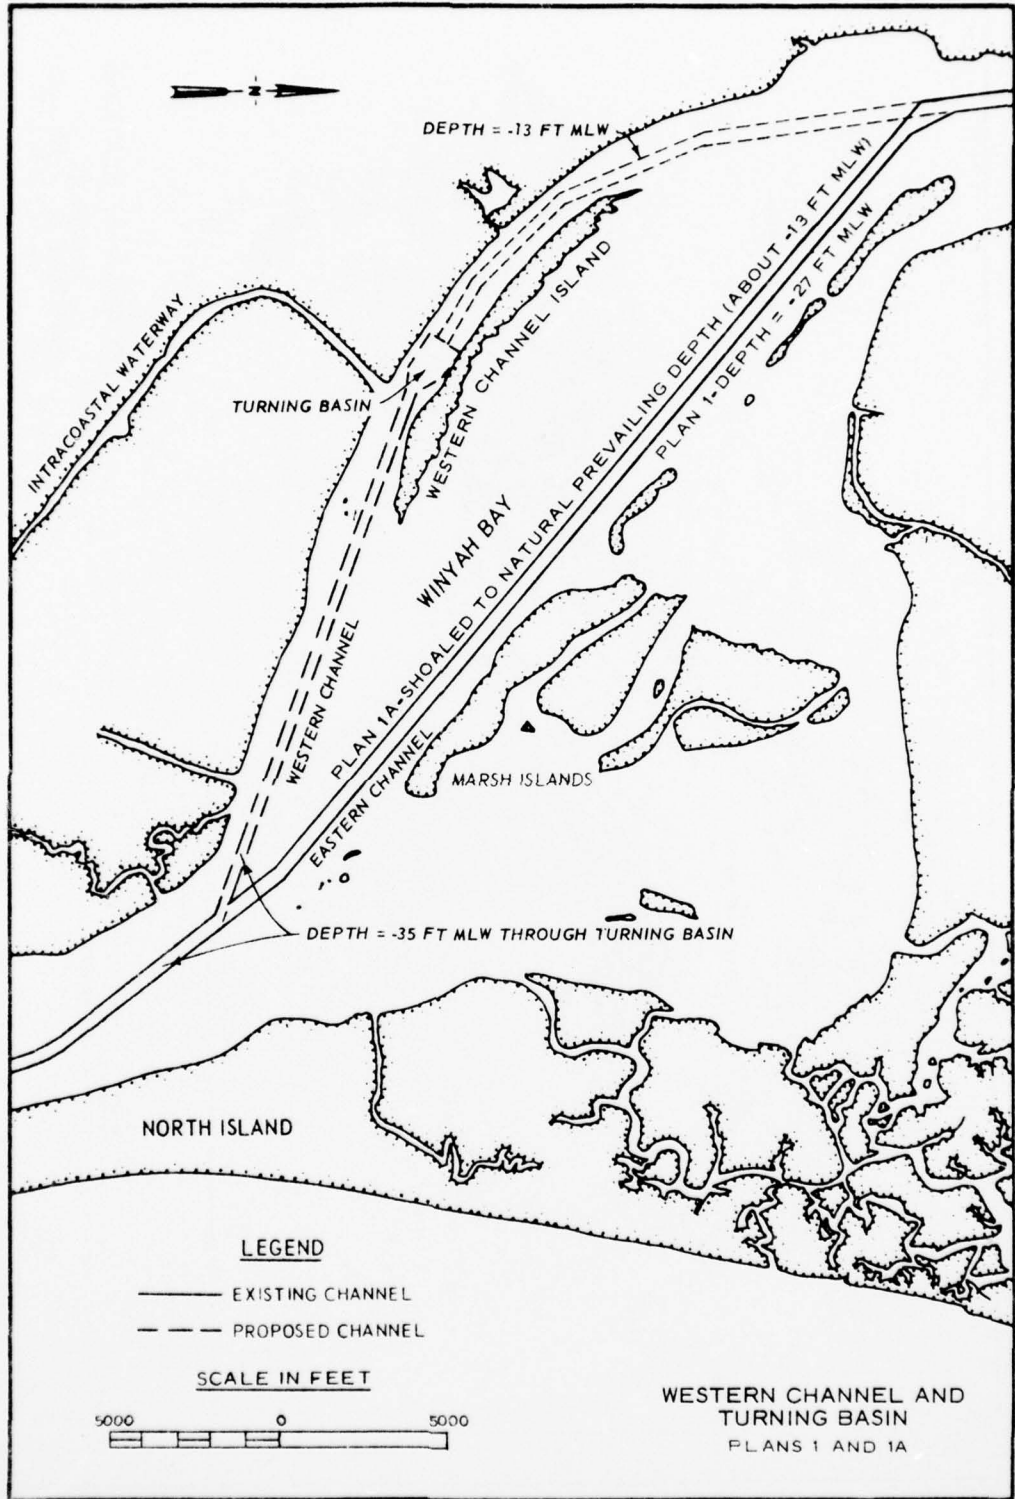 N
DEPTH = -13 FT MLW
INTRACOASTAL WATERWAY
TURNING BASIN
WESTERN CHANNEL ISLAND
WINYAH BAY
PLAN 1A-SHOALED TO NATURAL PREVAILING DEPTH (ABOUT -13 FT MLW)
PLAN 1-DEPTH = -27 FT MLW
WESTERN CHANNEL
EASTERN CHANNEL
MARSH ISLANDS
DEPTH = -35 FT MLW THROUGH TURNING BASIN
NORTH ISLAND
LEGEND
EXISTING CHANNEL
PROPOSED CHANNEL
SCALE IN FEET
5000 0 5000
WESTERN CHANNEL AND
TURNING BASIN
PLANS 1 AND 1A